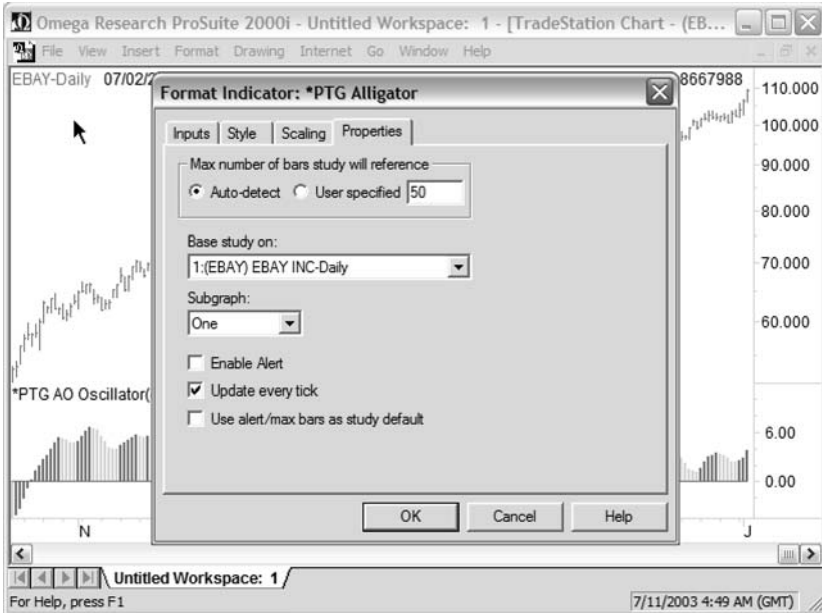 Omega Research ProSuite 2000i - Untitled Workspace: 1 - [TradeStation Chart - (EB...
File View Insert Format Drawing Internet Go Window Help
EBAY-Daily 07/02/2
8667988
Format Indicator: *PTG Alligator
Inputs Style Scaling Properties
Max number of bars study will reference
Auto-detect User specified 50
Base study on:
1:(EBAY) EBAY INC-Daily
Subgraph:
One
Enable Alert
Update every tick
Use alert/max bars as study default
OK Cancel Help
110.000
100.000
90.000
80.000
70.000
60.000
*PTG AO Oscillator(
6.00
0.00
N J
Untitled Workspace: 1
For Help, press F1
7/11/2003 4:49 AM (GMT)